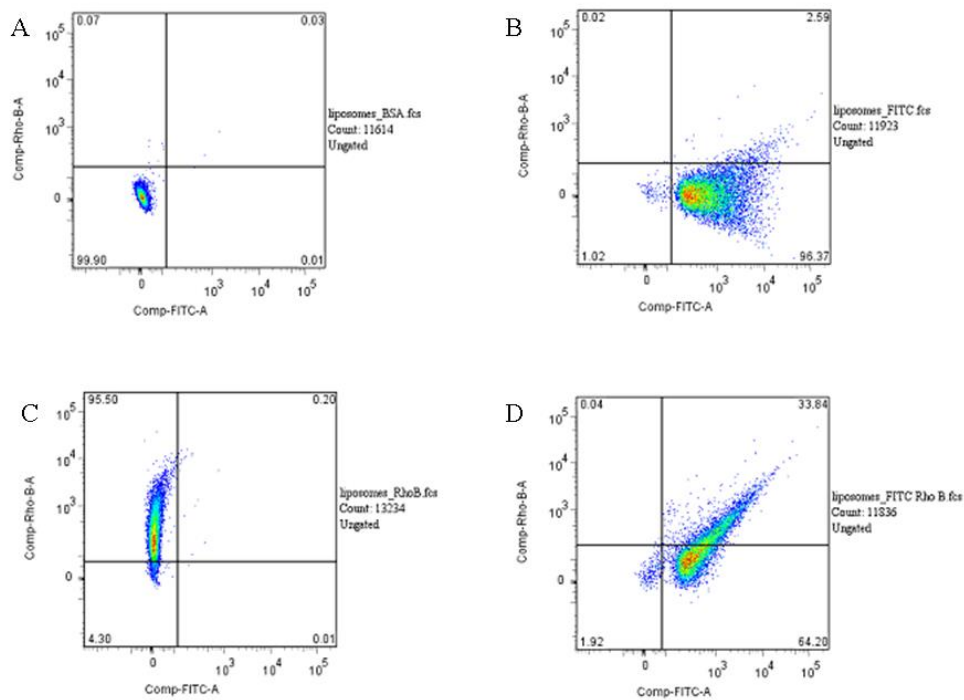 A
0.07 0.03
10^5
10^4
10^3
0
Comp-Rho-B-A
99.90 0.01
0 10^3 10^4 10^5
Comp-FITC-A
liposomes_BSA.fcs
Count: 11614
Ungated
B
0.02 2.59
10^5
10^4
10^3
0
Comp-Rho-B-A
1.02 96.37
0 10^3 10^4 10^5
Comp-FITC-A
liposomes_FITC.fcs
Count: 11923
Ungated
C
95.50 0.20
10^5
10^4
10^3
0
Comp-Rho-B-A
4.30 0.01
0 10^3 10^4 10^5
Comp-FITC-A
liposomes_RhoB.fcs
Count: 13234
Ungated
D
0.04 33.84
10^5
10^4
10^3
0
Comp-Rho-B-A
1.92 64.20
0 10^3 10^4 10^5
Comp-FITC-A
liposomes_FITC Rho B.fcs
Count: 11836
Ungated